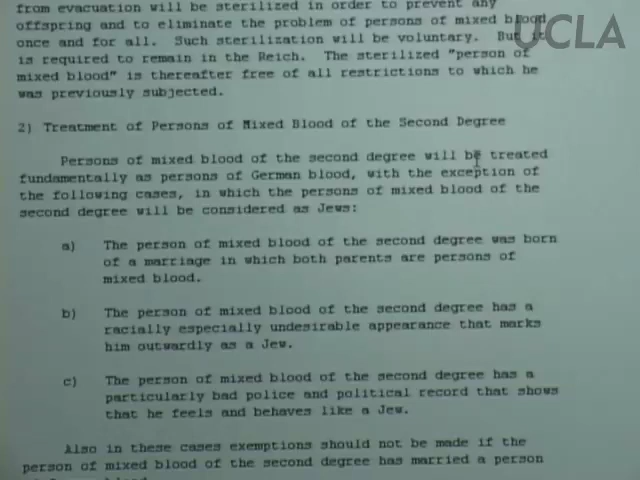 from evacuation will be sterilized in order to prevent any
offspring and to eliminate the problem of persons of mixed blood
once and for all. Such sterilization will be voluntary. But it
is required to remain in the Reich. The sterilized "person of
mixed blood" is thereafter free of all restrictions to which he
was previously subjected.
2) Treatment of Persons of Mixed Blood of the Second Degree
Persons of mixed blood of the second degree will be treated
fundamentally as persons of German blood, with the exception of
the following cases, in which the persons of mixed blood of the
second degree will be considered as Jews:
a) The person of mixed blood of the second degree was born
of a marriage in which both parents are persons of
mixed blood.
b) The person of mixed blood of the second degree has a
racially especially undesirable appearance that marks
him outwardly as a Jew.
c) The person of mixed blood of the second degree has a
particularly bad police and political record that shows
that he feels and behaves like a Jew.
Also in these cases exemptions should not be made if the
person of mixed blood of the second degree has married a person
UCLA